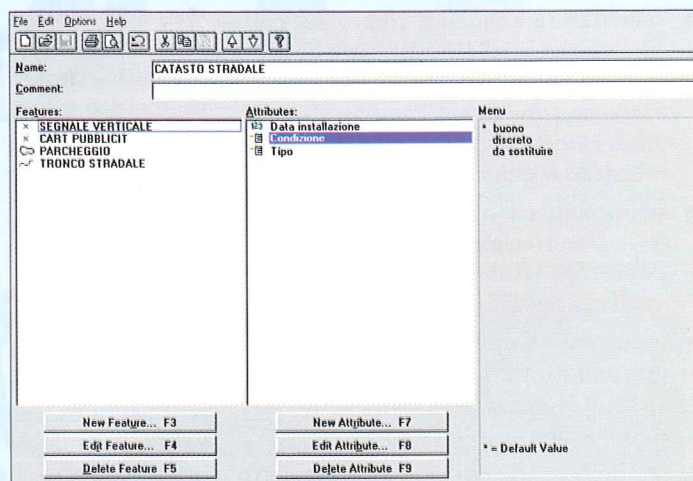 File Edit Options Help
Name: CATASTO STRADALE
Comment:
Features:
SEGNALE VERTICALE
CART PUBBLICIT
PARCHEGGIO
TRONCO STRADALE
New Feature... F3
Edit Feature... F4
Delete Feature F5
Attributes:
Data installazione
Condizione
Tipo
New Attribute... F7
Edit Attribute... F8
Delete Attribute F9
Menu
* buono
discreto
da sostituire
* = Default Value